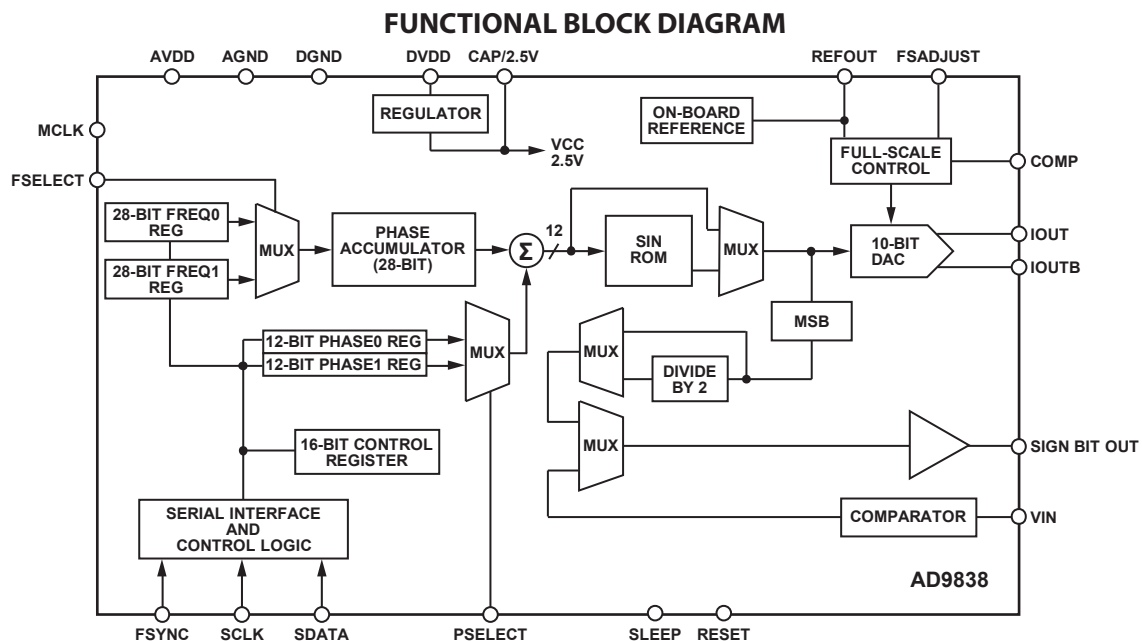 FUNCTIONAL BLOCK DIAGRAM
AVDD
AGND
DGND
DVDD
CAP/2.5V
REFOUT
FSADJUST
MCLK
REGULATOR
ON-BOARD
REFERENCE
VCC
2.5V
FULL-SCALE
CONTROL
COMP
FSELECT
28-BIT FREQ0
REG
MUX
PHASE
ACCUMULATOR
(28-BIT)
Σ
12
SIN
ROM
MUX
10-BIT
DAC
IOUT
IOUTB
28-BIT FREQ1
REG
MSB
12-BIT PHASE0 REG
12-BIT PHASE1 REG
MUX
MUX
DIVIDE
BY 2
16-BIT CONTROL
REGISTER
MUX
SIGN BIT OUT
SERIAL INTERFACE
AND
CONTROL LOGIC
COMPARATOR
VIN
AD9838
FSYNC
SCLK
SDATA
PSELECT
SLEEP
RESET